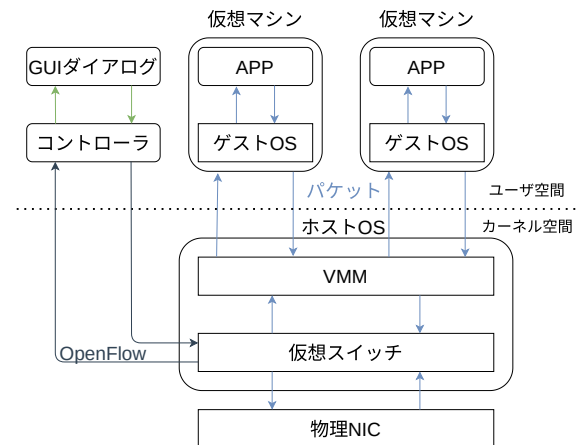 仮想マシン
仮想マシン
GUIダイアログ
APP
APP
コントローラ
ゲストOS
ゲストOS
パケット
ユーザ空間
ホストOS
カーネル空間
VMM
OpenFlow
仮想スイッチ
物理NIC